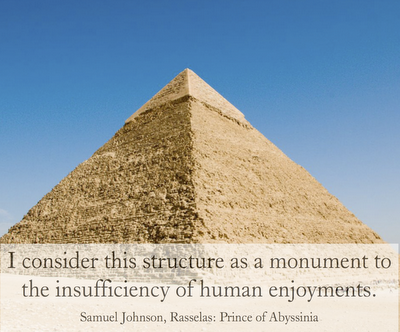 I consider this structure as a monument to
the insufficiency of human enjoyments.
Samuel Johnson, Rasselas: Prince of Abyssinia